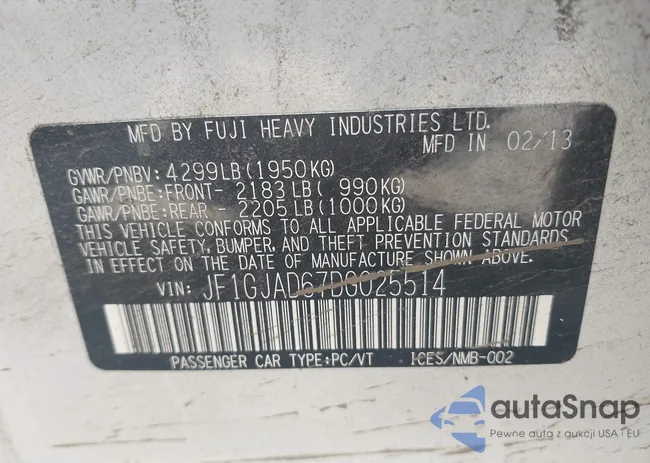 MFD BY FUJI HEAVY INDUSTRIES LTD.
MFD IN 02/13
GVWR/PNBV: 4299LB (1950KG)
GAWR/PNBE: FRONT- 2183 LB ( 990KG)
GAWR/PNBE: REAR - 2205 LB (1000KG)
THIS VEHICLE CONFORMS TO ALL APPLICABLE FEDERAL MOTOR
VEHICLE SAFETY, BUMPER, AND THEFT PREVENTION STANDARDS
IN EFFECT ON THE DATE OF MANUFACTURE SHOWN ABOVE.
VIN: JF1GJAD67DG025514
PASSENGER CAR TYPE:PC/VT ICES/NMB-002
autoSnap
Pewne auta z aukcji USA i EU